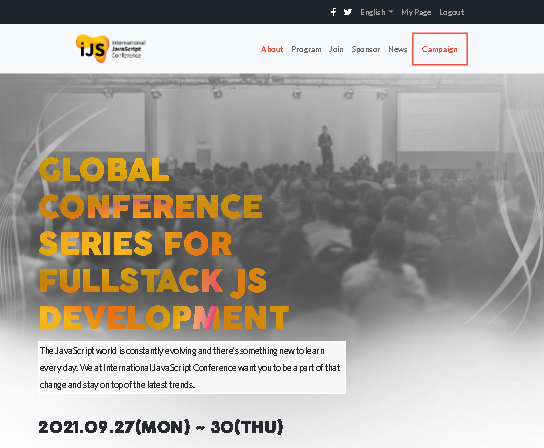 English My Page Logout
iJS International JavaScript Conference
About Program Join Sponsor News Campaign
GLOBAL
CONFERENCE
SERIES FOR
FULLSTACK JS
DEVELOPMENT
The JavaScript world is constantly evolving and there's something new to learn
every day. We at International JavaScript Conference want you to be a part of that
change and stay on top of the latest trends.
2021.09.27(MON) ~ 30(THU)